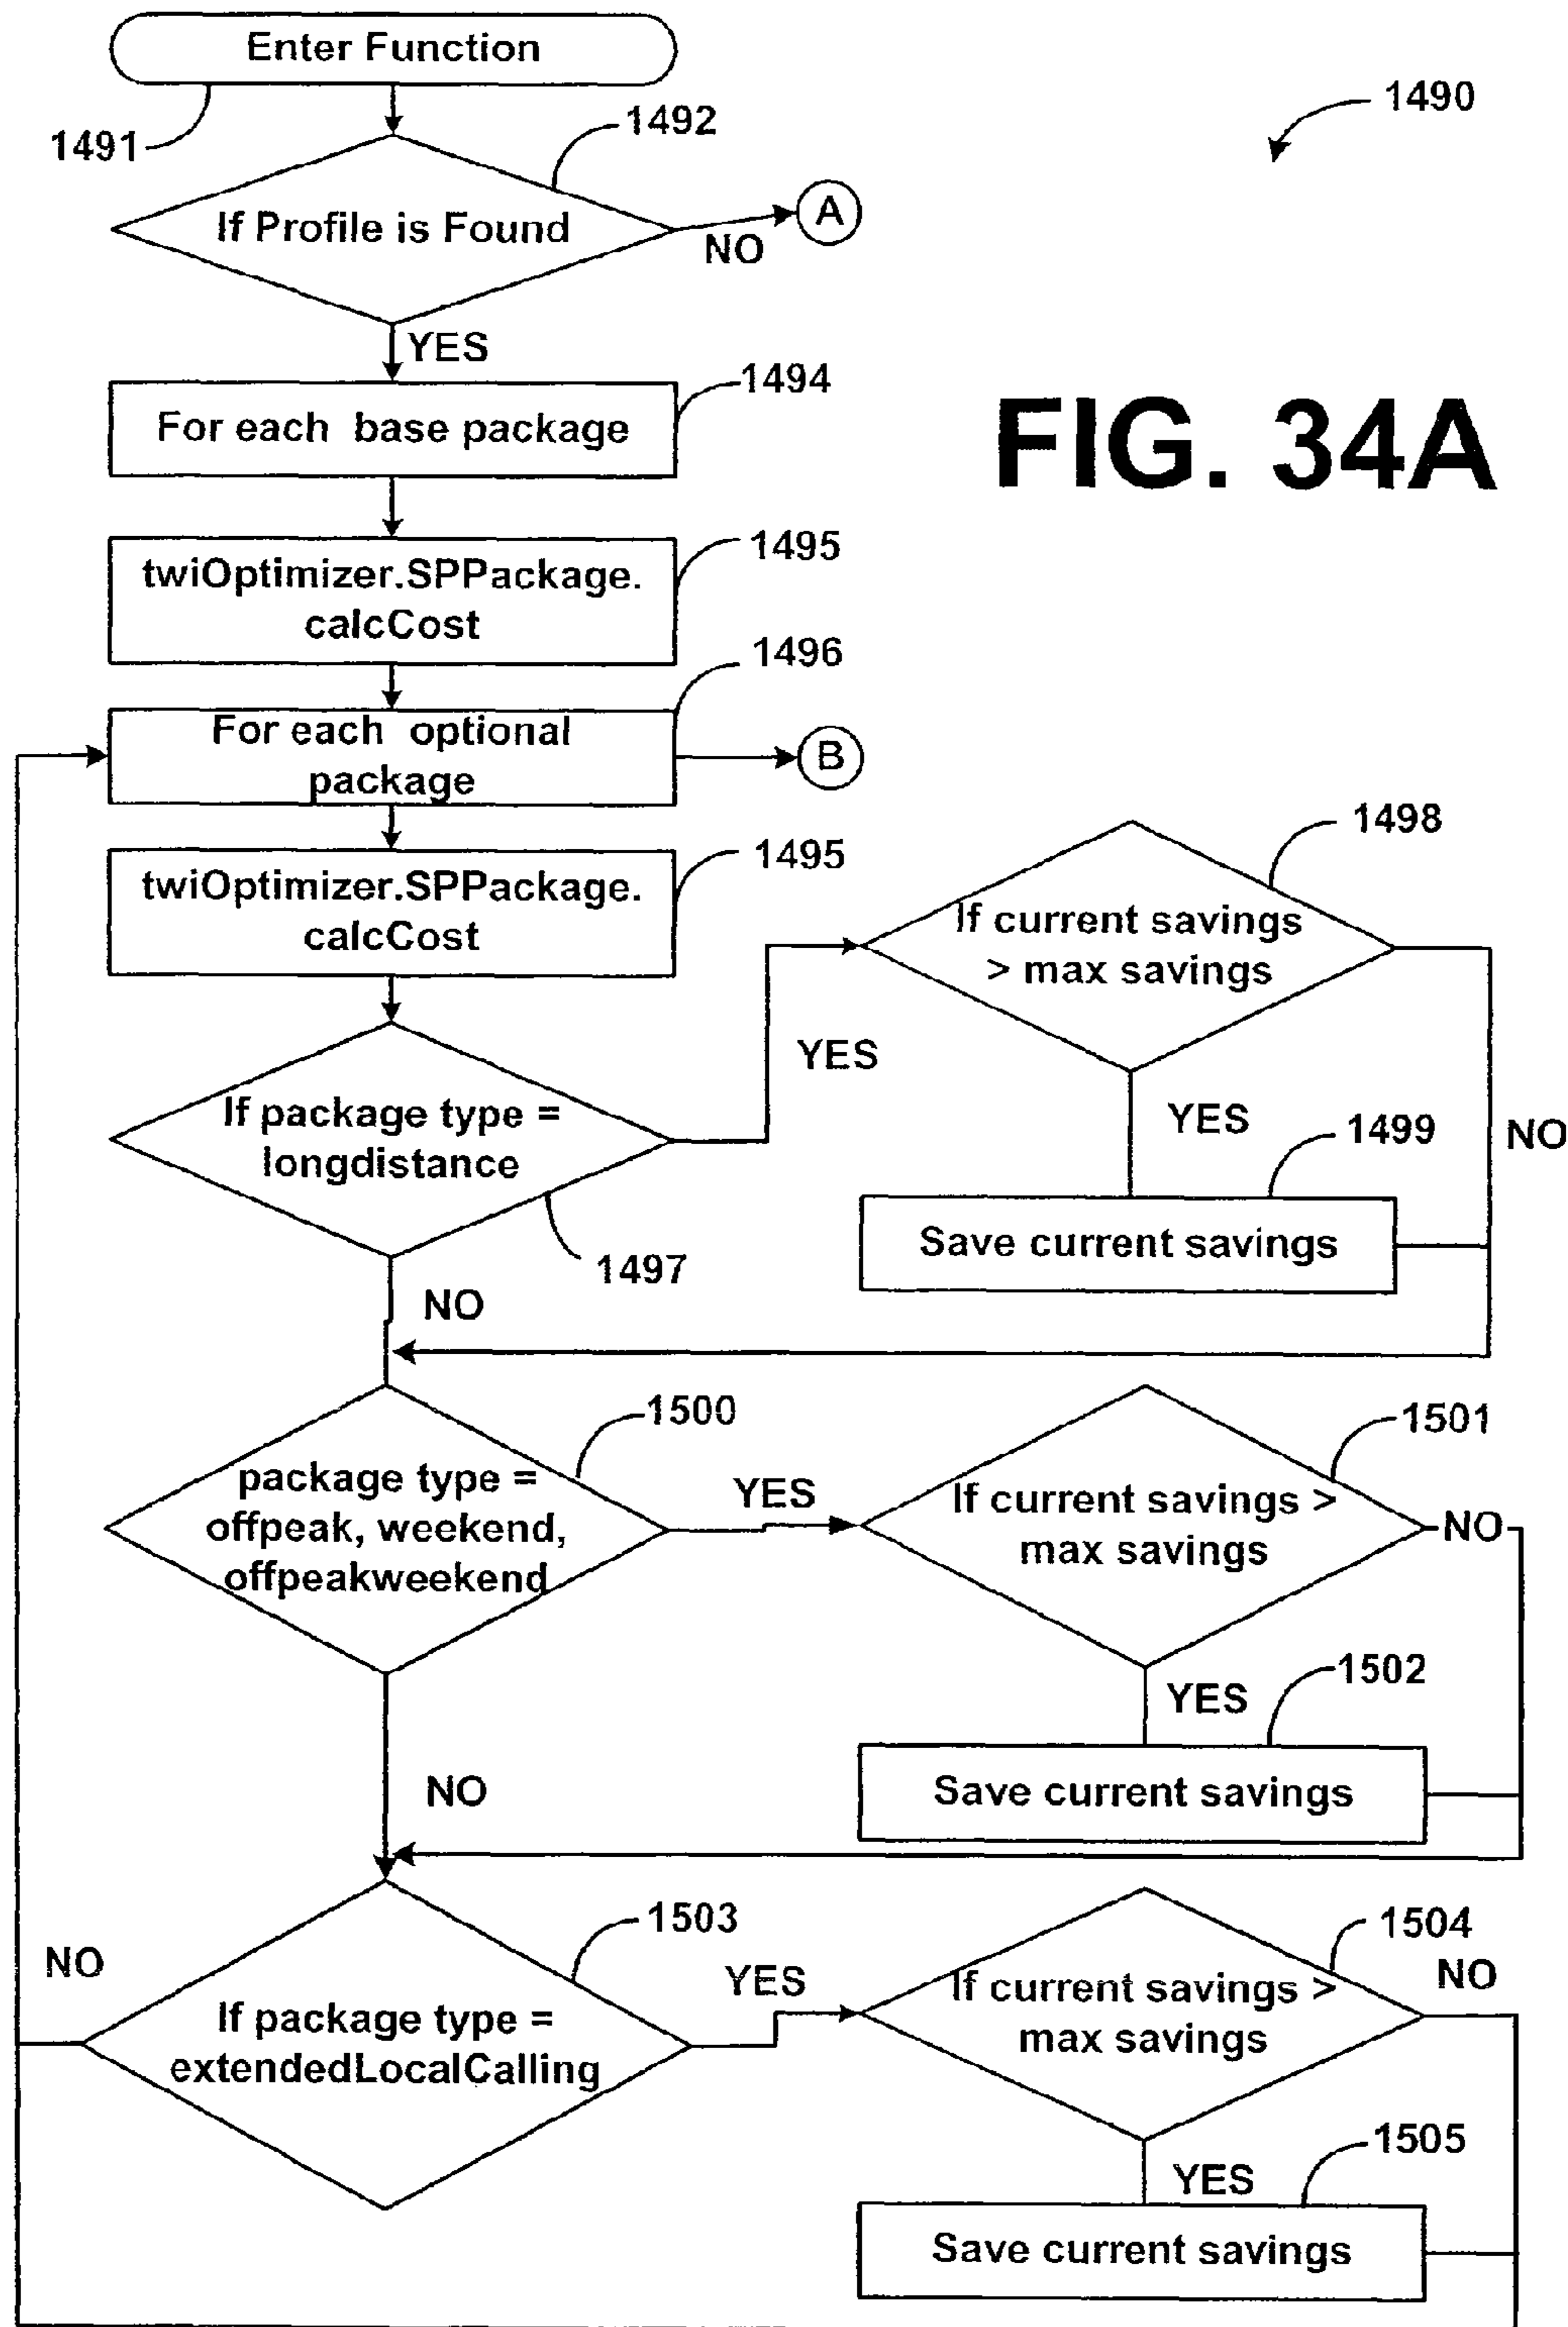 Enter Function
1490
1491
1492
If Profile is Found
A
NO
YES
1494
For each base package
FIG. 34A
1495
twiOptimizer.SPPackage.
calcCost
1496
For each optional
package
B
1495
twiOptimizer.SPPackage.
calcCost
1498
If current savings
> max savings
YES
If package type =
longdistance
YES
NO
1499
Save current savings
1497
NO
1500
1501
package type =
offpeak, weekend,
offpeakweekend
YES
If current savings >
max savings
NO
1502
YES
Save current savings
NO
1503
1504
NO
YES
NO
If package type =
extendedLocalCalling
If current savings >
max savings
1505
YES
Save current savings